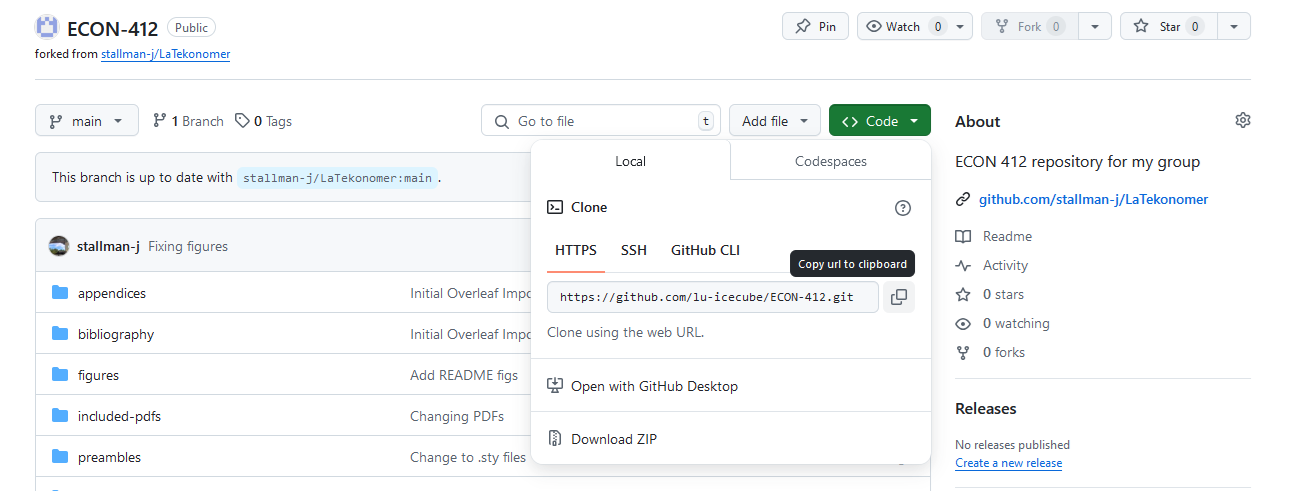 ECON-412 Public
Pin
Watch 0
Fork 0
Star 0
forked from stallman-j/LaTekonomer
main
1 Branch
0 Tags
Go to file
t
Add file
Code
This branch is up to date with stallman-j/LaTekonomer:main.
stallman-j Fixing figures
appendices Initial Overleaf Impo
bibliography Initial Overleaf Impo
figures Add README figs
included-pdfs Changing PDFs
preambles Change to .sty files
Local
Codespaces
Clone
HTTPS SSH GitHub CLI
Copy url to clipboard
https://github.com/lu-icecube/ECON-412.git
Clone using the web URL.
Open with GitHub Desktop
Download ZIP
About
ECON 412 repository for my group
github.com/stallman-j/LaTekonomer
Readme
Activity
0 stars
0 watching
0 forks
Releases
No releases published
Create a new release